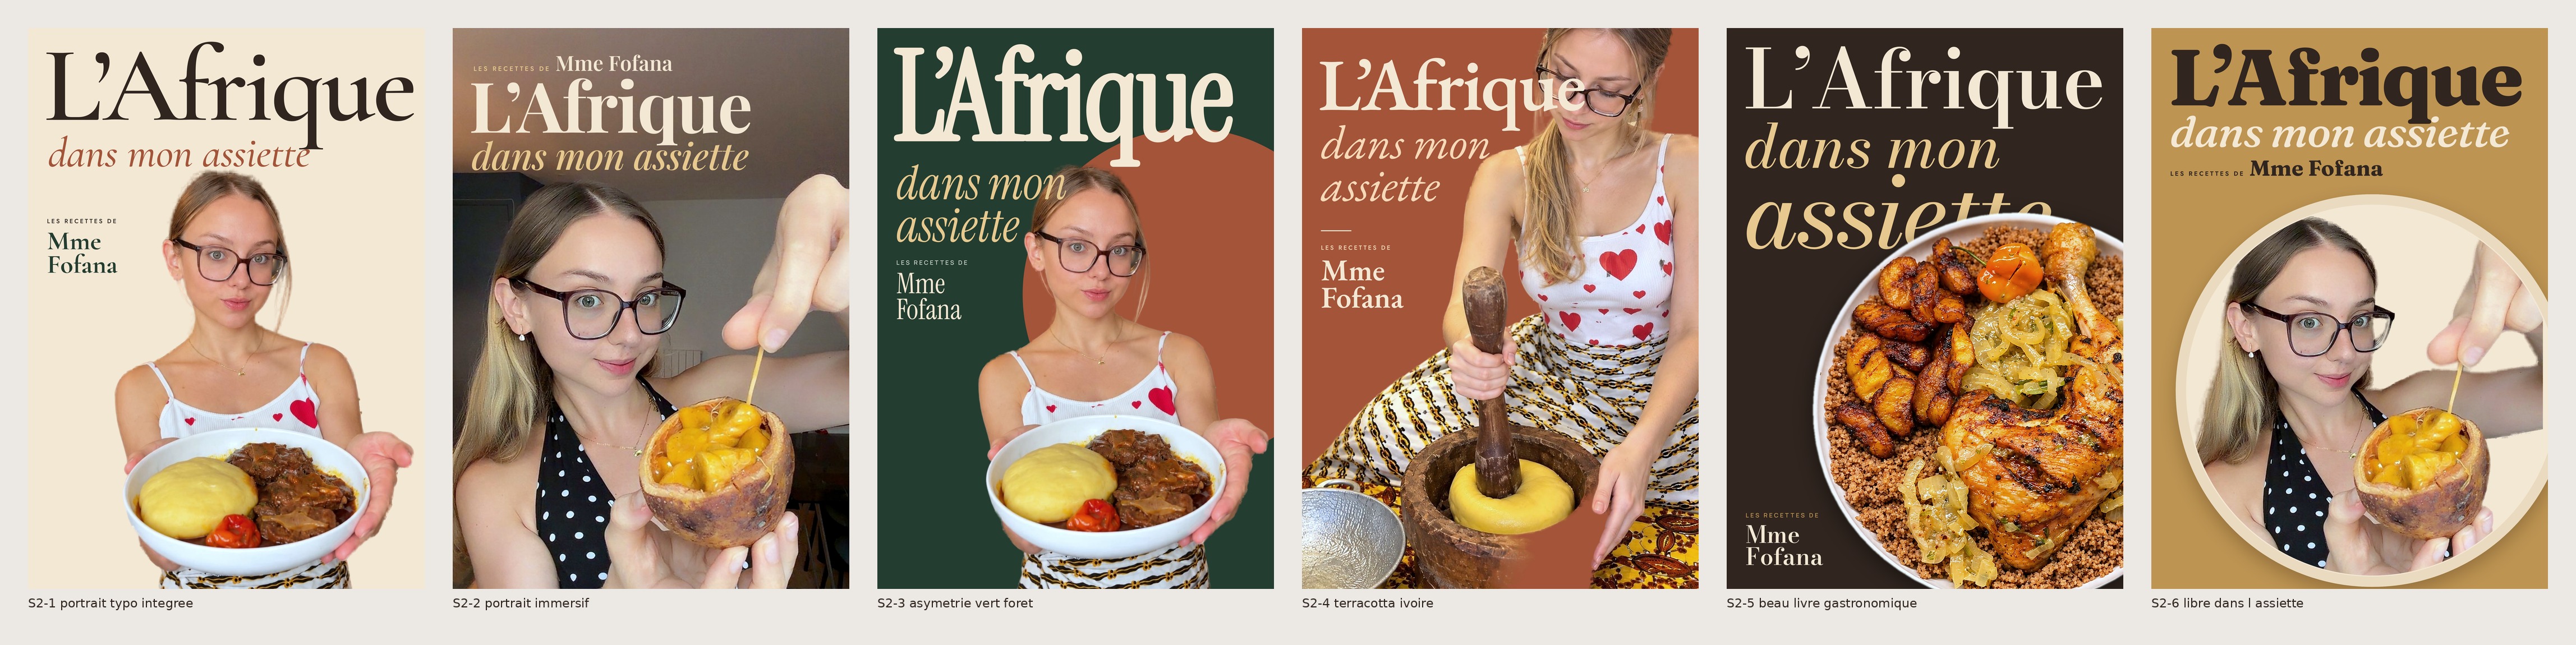 L’Afrique
dans mon assiette
LES RECETTES DE
Mme
Fofana
S2-1 portrait typo integree
LES RECETTES DE Mme Fofana
L’Afrique
dans mon assiette
S2-2 portrait immersif
L’Afrique
dans mon
assiette
LES RECETTES DE
Mme
Fofana
S2-3 asymetrie vert foret
L’Afrique
dans mon
assiette
LES RECETTES DE
Mme
Fofana
S2-4 terracotta ivoire
L’Afrique
dans mon
assiette
LES RECETTES DE
Mme
Fofana
S2-5 beau livre gastronomique
L’Afrique
dans mon assiette
LES RECETTES DE Mme Fofana
S2-6 libre dans l assiette